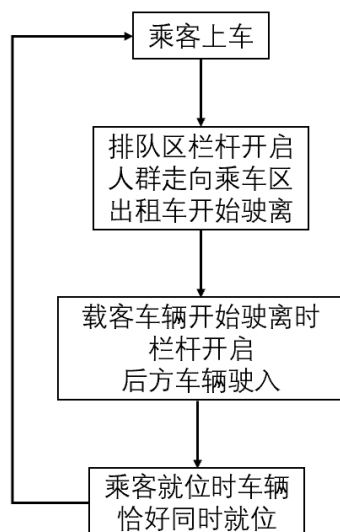 乘客上车
排队区栏杆开启
人群走向乘车区
出租车开始驶离
载客车辆开始驶离时
栏杆开启
后方车辆驶入
乘客就位时车辆
恰好同时就位